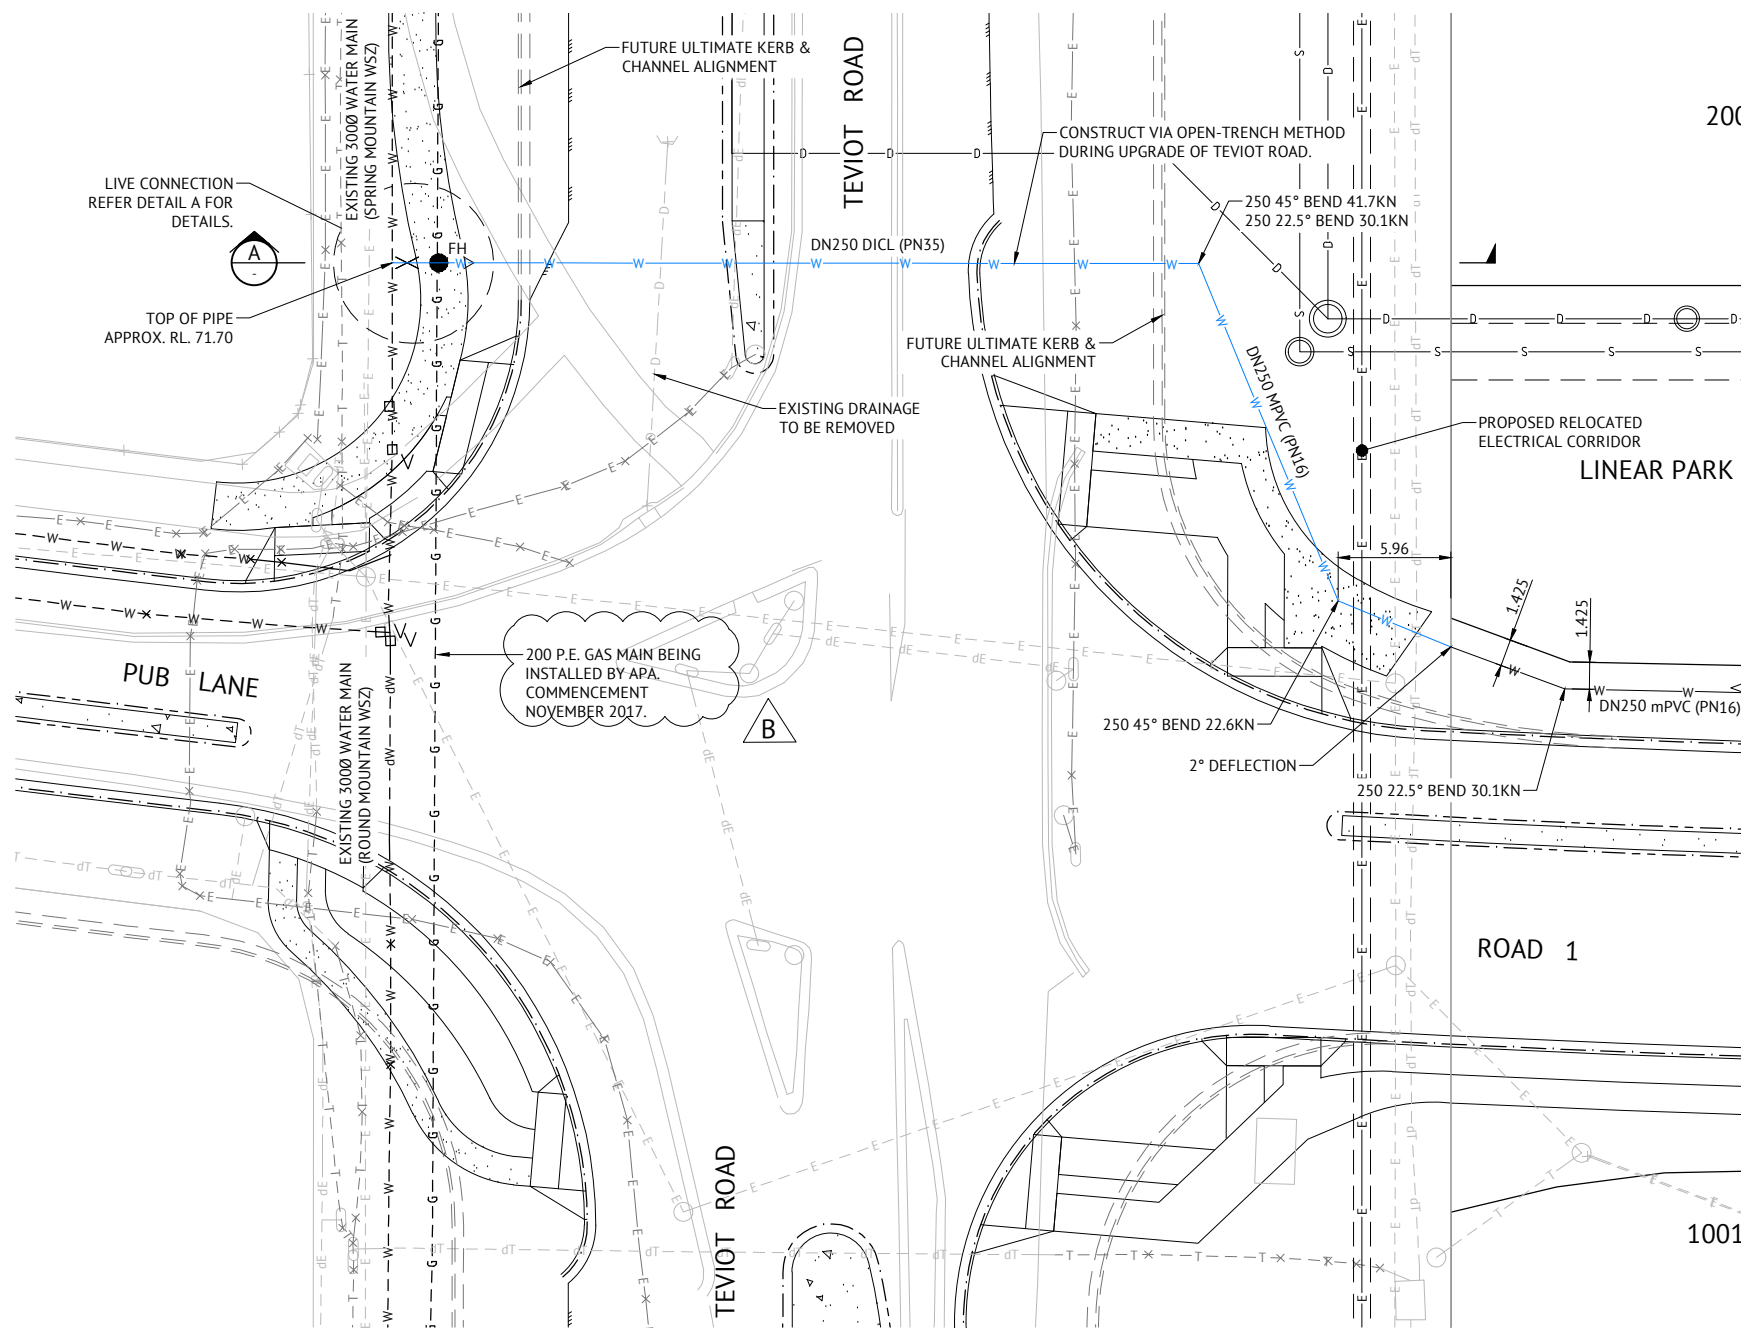 FUTURE ULTIMATE KERB &
CHANNEL ALIGNMENT
TEVIOT ROAD
EXISTING 300Ø WATER MAIN
(SPRING MOUNTAIN WSZ)
CONSTRUCT VIA OPEN-TRENCH METHOD
DURING UPGRADE OF TEVIOT ROAD.
200
LIVE CONNECTION
REFER DETAIL A FOR
DETAILS.
250 45° BEND 41.7KN
250 22.5° BEND 30.1KN
A
-
FH
DN250 DICL (PN35)
TOP OF PIPE
APPROX. RL. 71.70
FUTURE ULTIMATE KERB &
CHANNEL ALIGNMENT
DN250 MPVC (PN16)
EXISTING DRAINAGE
TO BE REMOVED
PROPOSED RELOCATED
ELECTRICAL CORRIDOR
LINEAR PARK
5.96
1.425
1.425
PUB LANE
200 P.E. GAS MAIN BEING
INSTALLED BY APA.
COMMENCEMENT
NOVEMBER 2017.
B
DN250 mPVC (PN16)
250 45° BEND 22.6KN
2° DEFLECTION
250 22.5° BEND 30.1KN
EXISTING 300Ø WATER MAIN
(ROUND MOUNTAIN WSZ)
ROAD 1
TEVIOT ROAD
1001